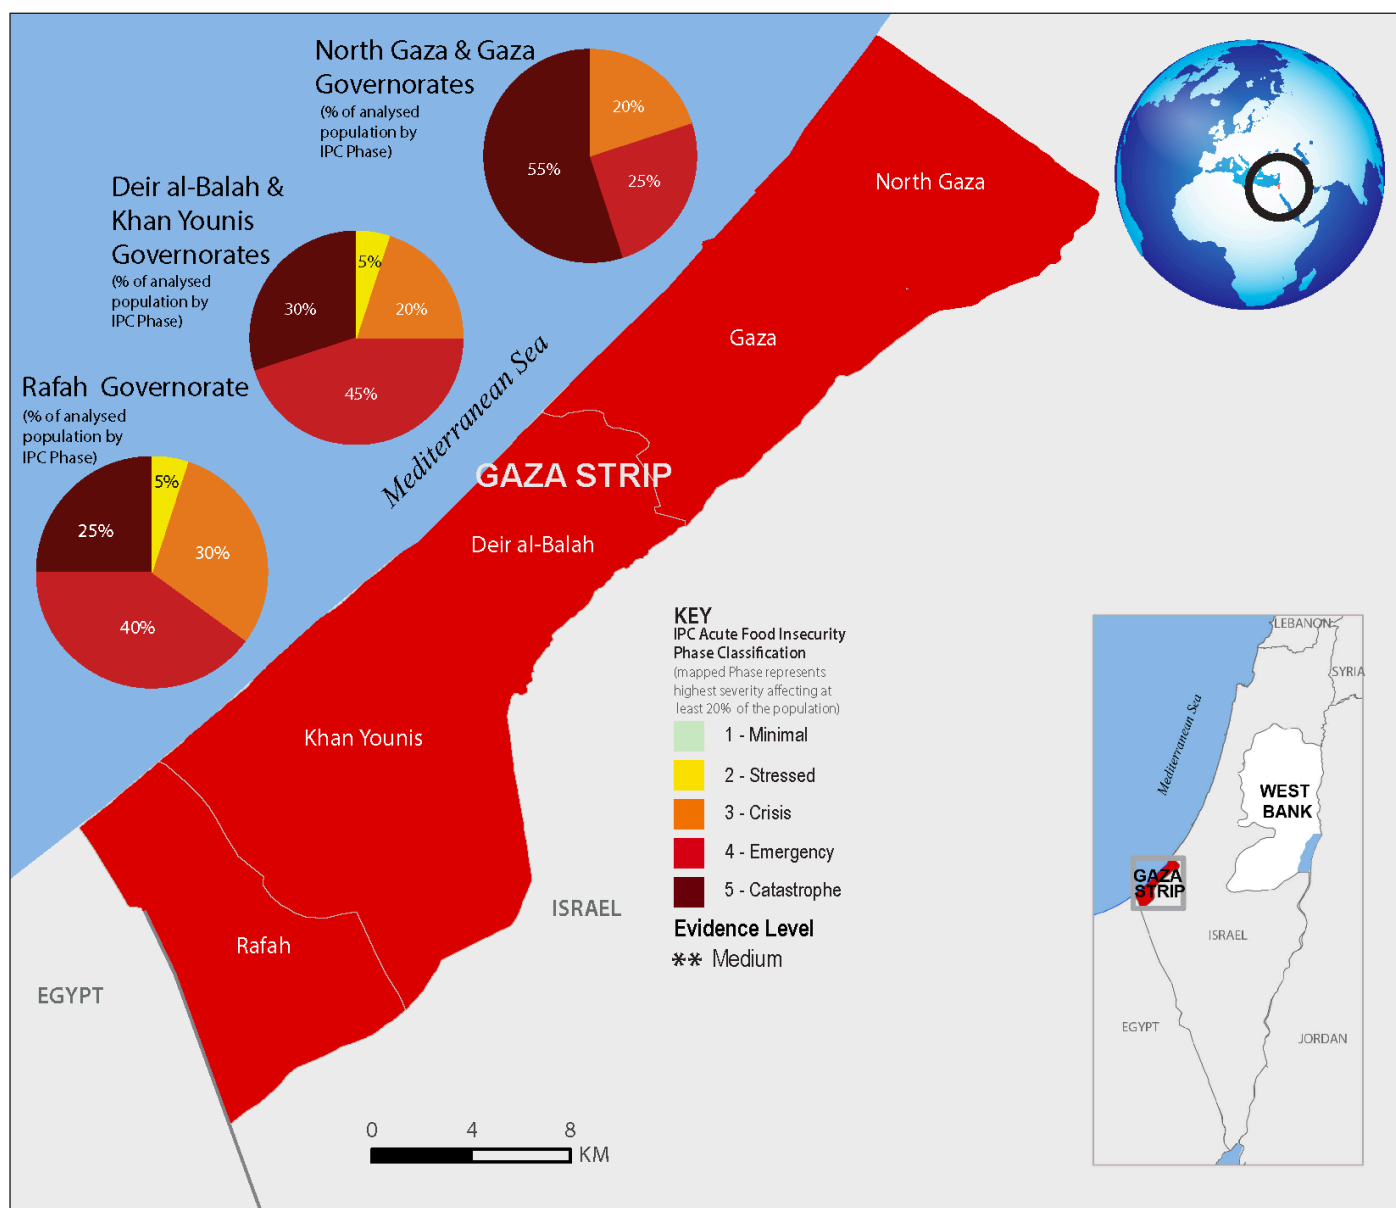 North Gaza & Gaza
Governorates
(% of analysed
population by
IPC Phase)
20%
55%
25%
Deir al-Balah &
Khan Younis
Governorates
(% of analysed
population by
IPC Phase)
5%
30%
20%
45%
Rafah Governorate
(% of analysed
population by
IPC Phase)
5%
25%
30%
40%
Mediterranean Sea
North Gaza
Gaza
GAZA STRIP
Deir al-Balah
Khan Younis
Rafah
ISRAEL
EGYPT
0 4 8
KM
KEY
IPC Acute Food Insecurity
Phase Classification
(mapped Phase represents
highest severity affecting at
least 20% of the population)
1 - Minimal
2 - Stressed
3 - Crisis
4 - Emergency
5 - Catastrophe
Evidence Level
** Medium
LEBANON
SYRIA
Mediterranean Sea
WEST
BANK
GAZA
STRIP
ISRAEL
EGYPT
JORDAN